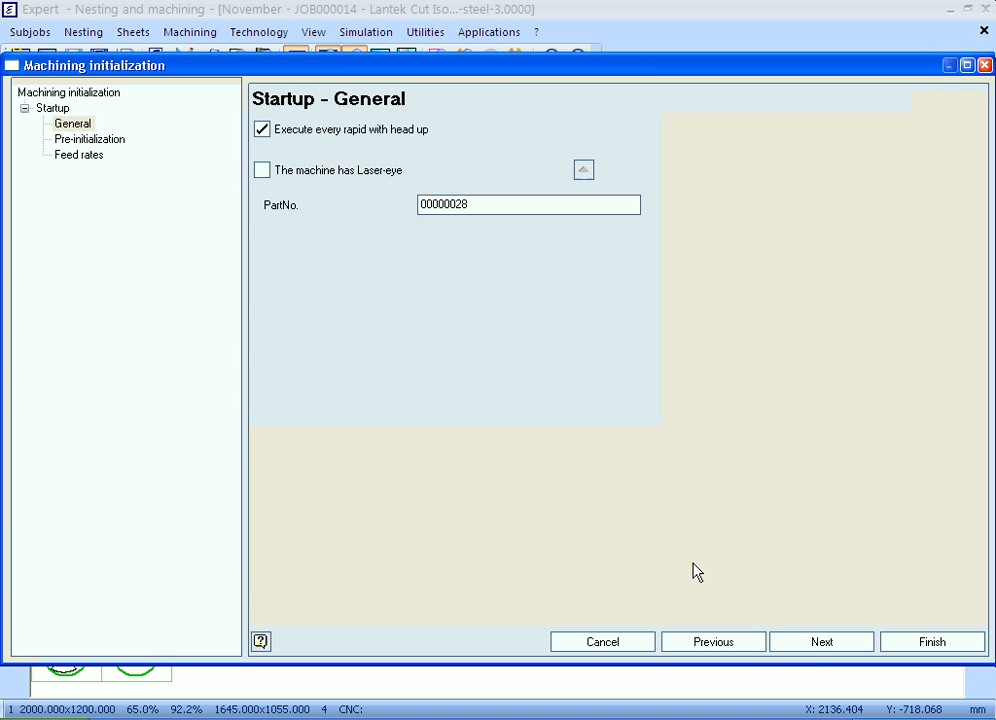 Expert - Nesting and machining - [November - JOB000014 - Lantek Cut Iso...-steel-3.0000]
Subjobs Nesting Sheets Machining Technology View Simulation Utilities Applications ?
Machining initialization
Machining initialization
Startup
General
Pre-initialization
Feed rates
Startup - General
Execute every rapid with head up
The machine has Laser-eye
PartNo. 00000028
Cancel Previous Next Finish
1 2000.000x1200.000 65.0% 92.2% 1645.000x1055.000 4 CNC: X: 2136.404 Y: -718.068 mm